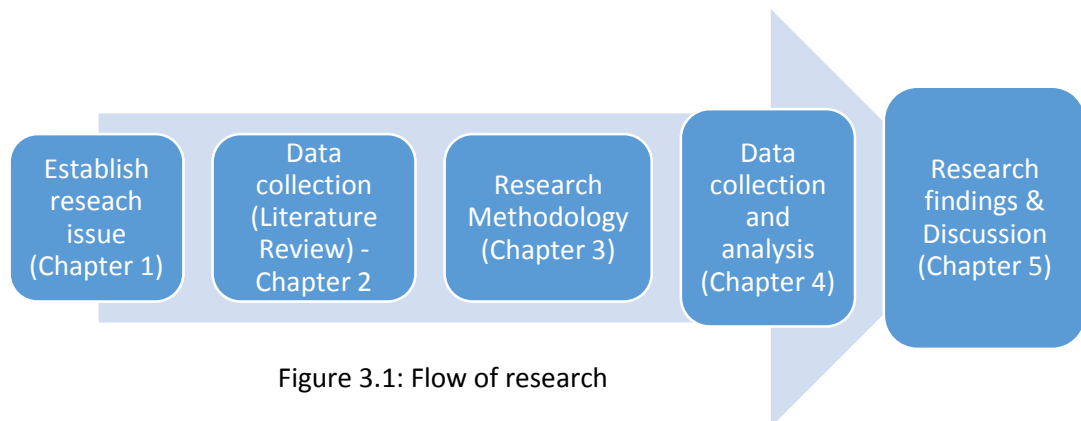 Establish
reseach
issue
(Chapter 1)
Data
collection
(Literature
Review) -
Chapter 2
Research
Methodology
(Chapter 3)
Data
collection
and
analysis
(Chapter 4)
Research
findings &
Discussion
(Chapter 5)
Figure 3.1: Flow of research